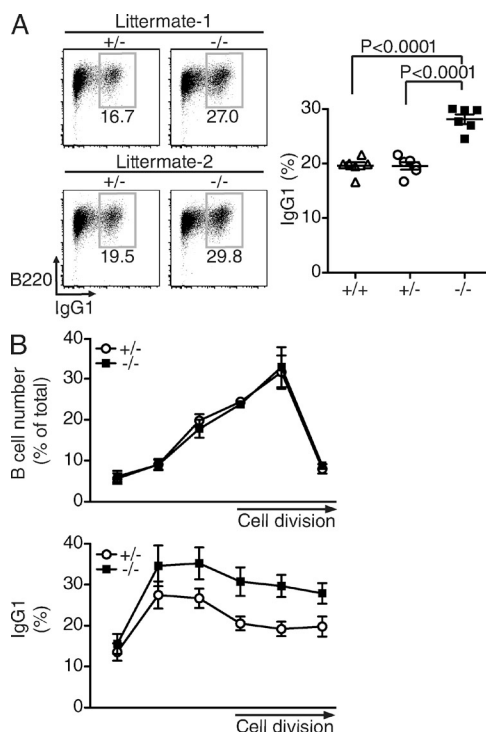 A
Littermate-1
+/- -/-
16.7 27.0
Littermate-2
+/- -/-
19.5 29.8
B220
IgG1
P<0.0001
P<0.0001
30
20
10
0
IgG1 (%)
+/+ +/- -/-
B
+/-
-/-
40
30
20
10
0
B cell number
(% of total)
Cell division
+/-
-/-
40
30
20
10
0
IgG1
(%)
Cell division